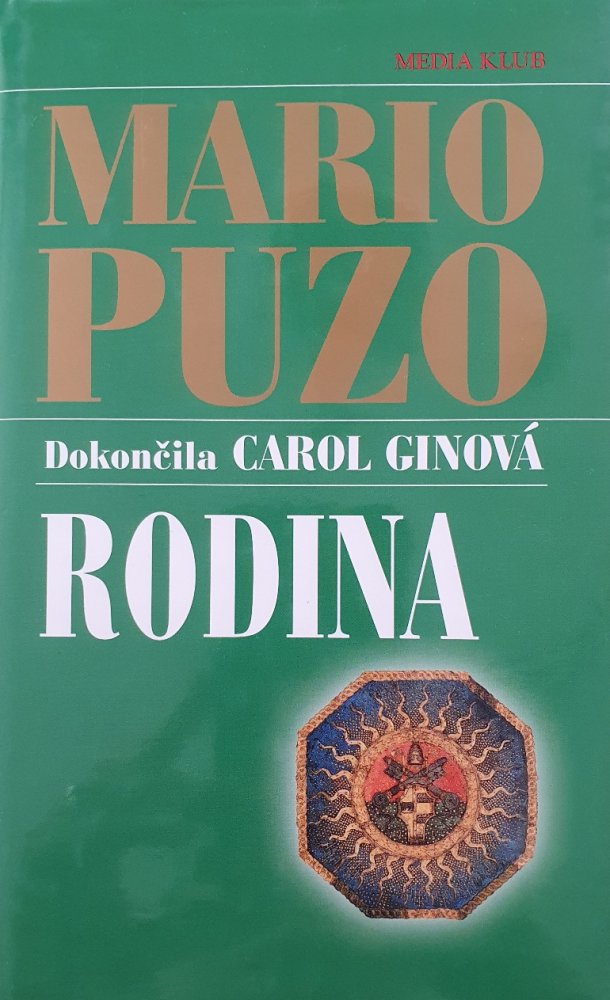 MEDIA KLUB
MARIO
PUZO
Dokončila CAROL GINOVÁ
RODINA